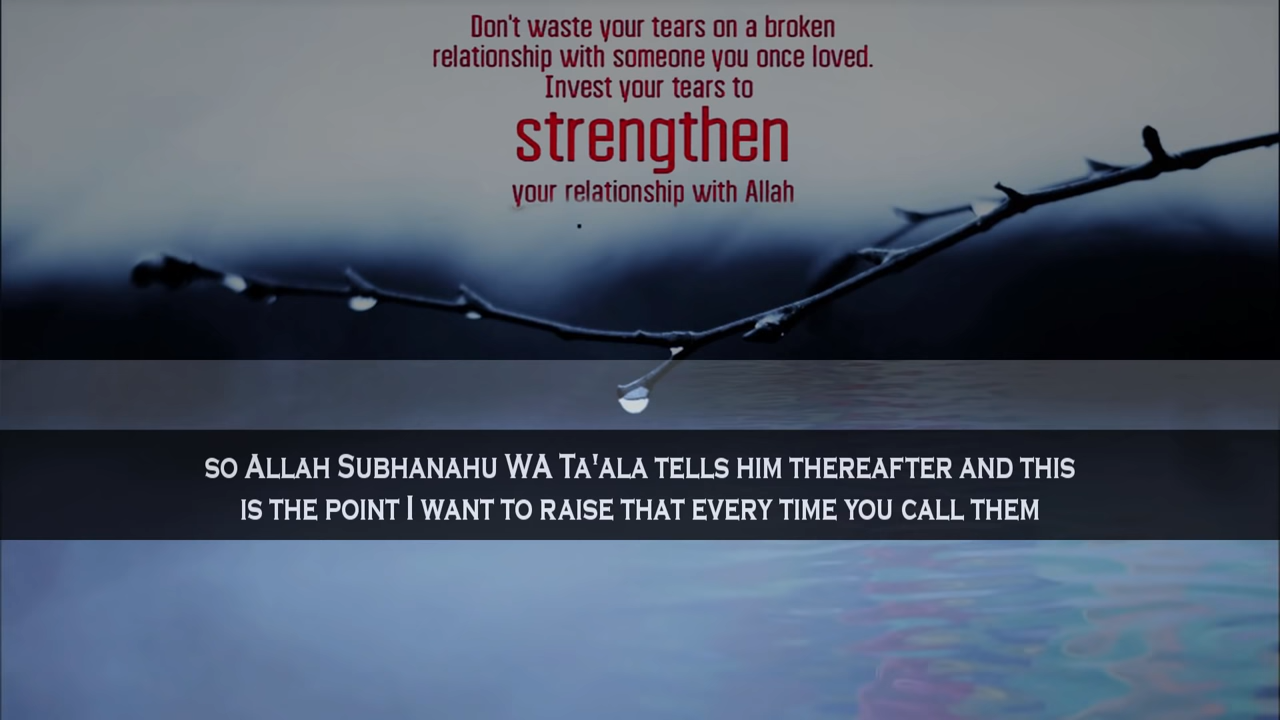 Don't waste your tears on a broken
relationship with someone you once loved.
Invest your tears to
strengthen
your relationship with Allah
so Allah Subhanahu WA Ta'ala tells him thereafter and this
is the point I want to raise that every time you call them